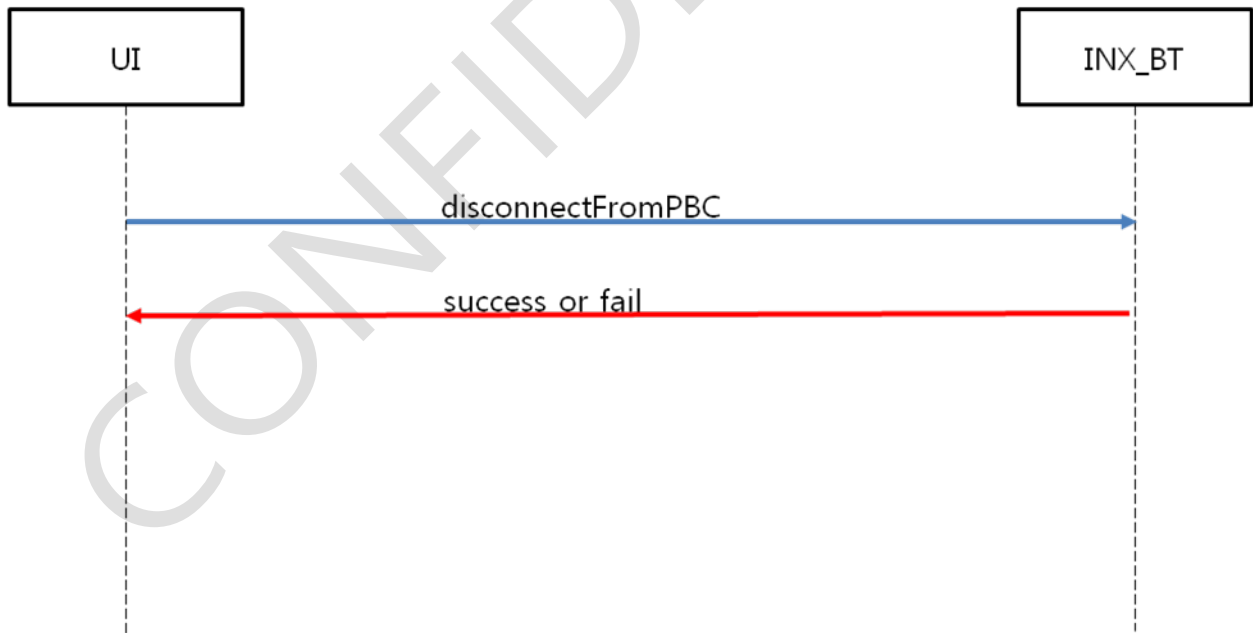 UI
INX_BT
disconnectFromPBC
success or fail
CONFID